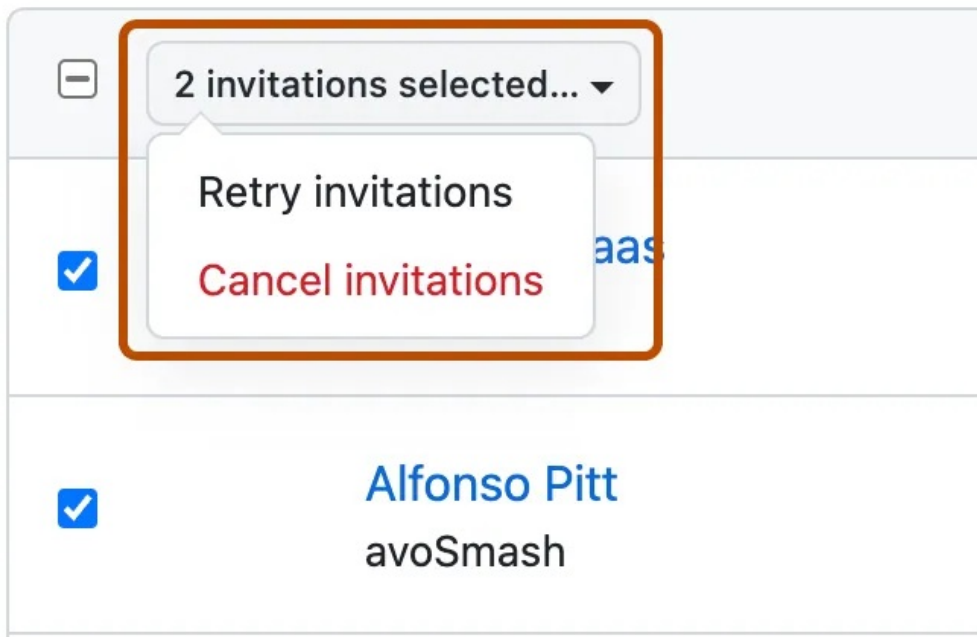 2 invitations selected...
Retry invitations
Cancel invitations
Alfonso Pitt
avoSmash